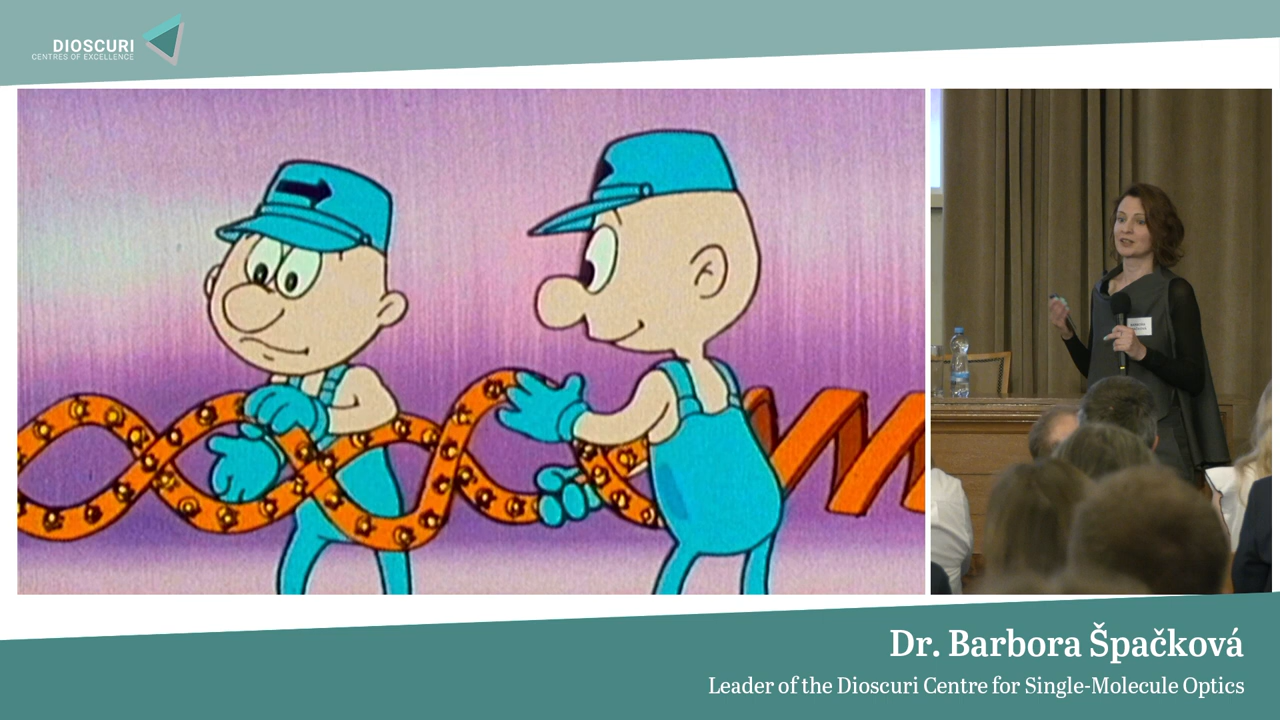 DIOSCURI
CENTRES OF EXCELLENCE
Dr. Barbora Špačková
Leader of the Dioscuri Centre for Single-Molecule Optics